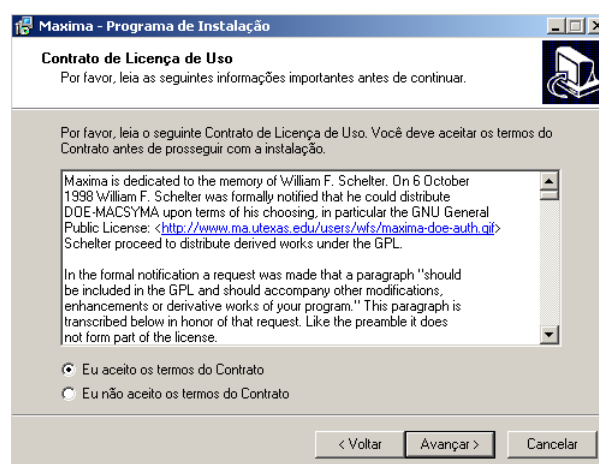 Maxima - Programa de Instalação
Contrato de Licença de Uso
Por favor, leia as seguintes informações importantes antes de continuar.
Por favor, leia o seguinte Contrato de Licença de Uso. Você deve aceitar os termos do
Contrato antes de prosseguir com a instalação.
Maxima is dedicated to the memory of William F. Schelter. On 6 October
1998 William F. Schelter was formally notified that he could distribute
DOE-MACSYMA upon terms of his choosing, in particular the GNU General
Public License: <http://www.ma.utexas.edu/users/wfs/maxima-doe-auth.gif>
Schelter proceed to distribute derived works under the GPL.
In the formal notification a request was made that a paragraph "should
be included in the GPL and should accompany other modifications,
enhancements or derivative works of your program." This paragraph is
transcribed below in honor of that request. Like the preamble it does
not form part of the license.
Eu aceito os termos do Contrato
Eu não aceito os termos do Contrato
< Voltar
Avançar >
Cancelar